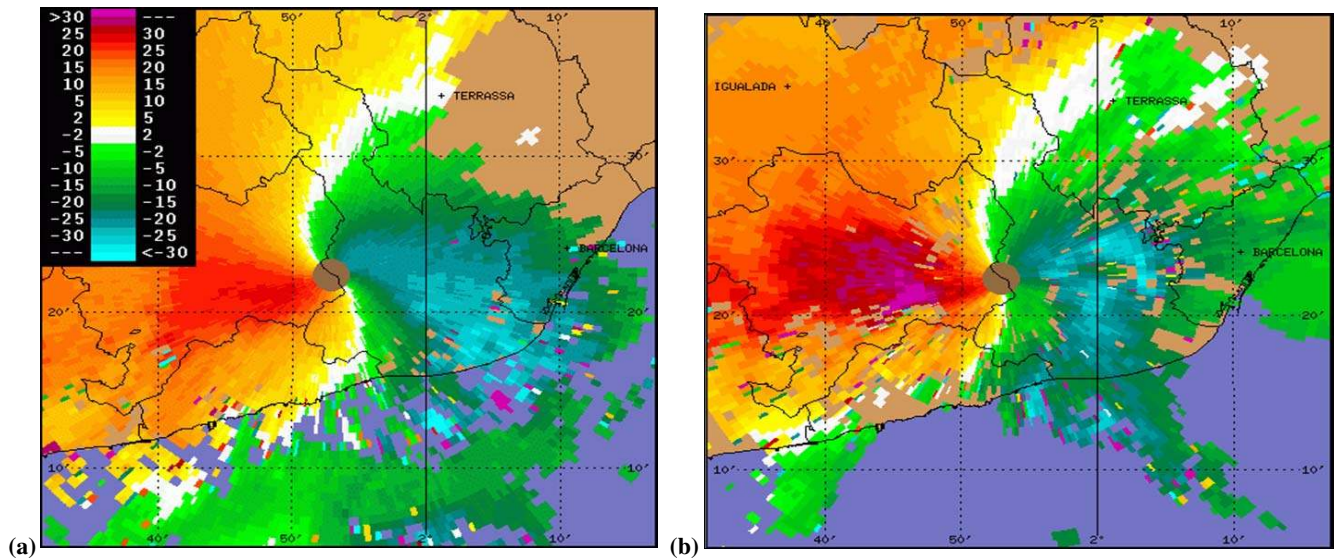 >30 ---
25 30
20 25
15 20
10 15
5 10
2 5
-2 2
-5 -2
-10 -5
-15 -10
-20 -15
-25 -20
-30 -25
--- <-30
50' 2° 10'
+ TERRASSA
30'
+ BARCELONA
20' 20'
10' 10'
40' 50' 2° 10'
(a)
40' 50' 2° 10'
IGUALADA +
+ TERRASSA
30' 30'
+ BARCELONA
20' 20'
10' 10'
40' 50' 2° 10'
(b)